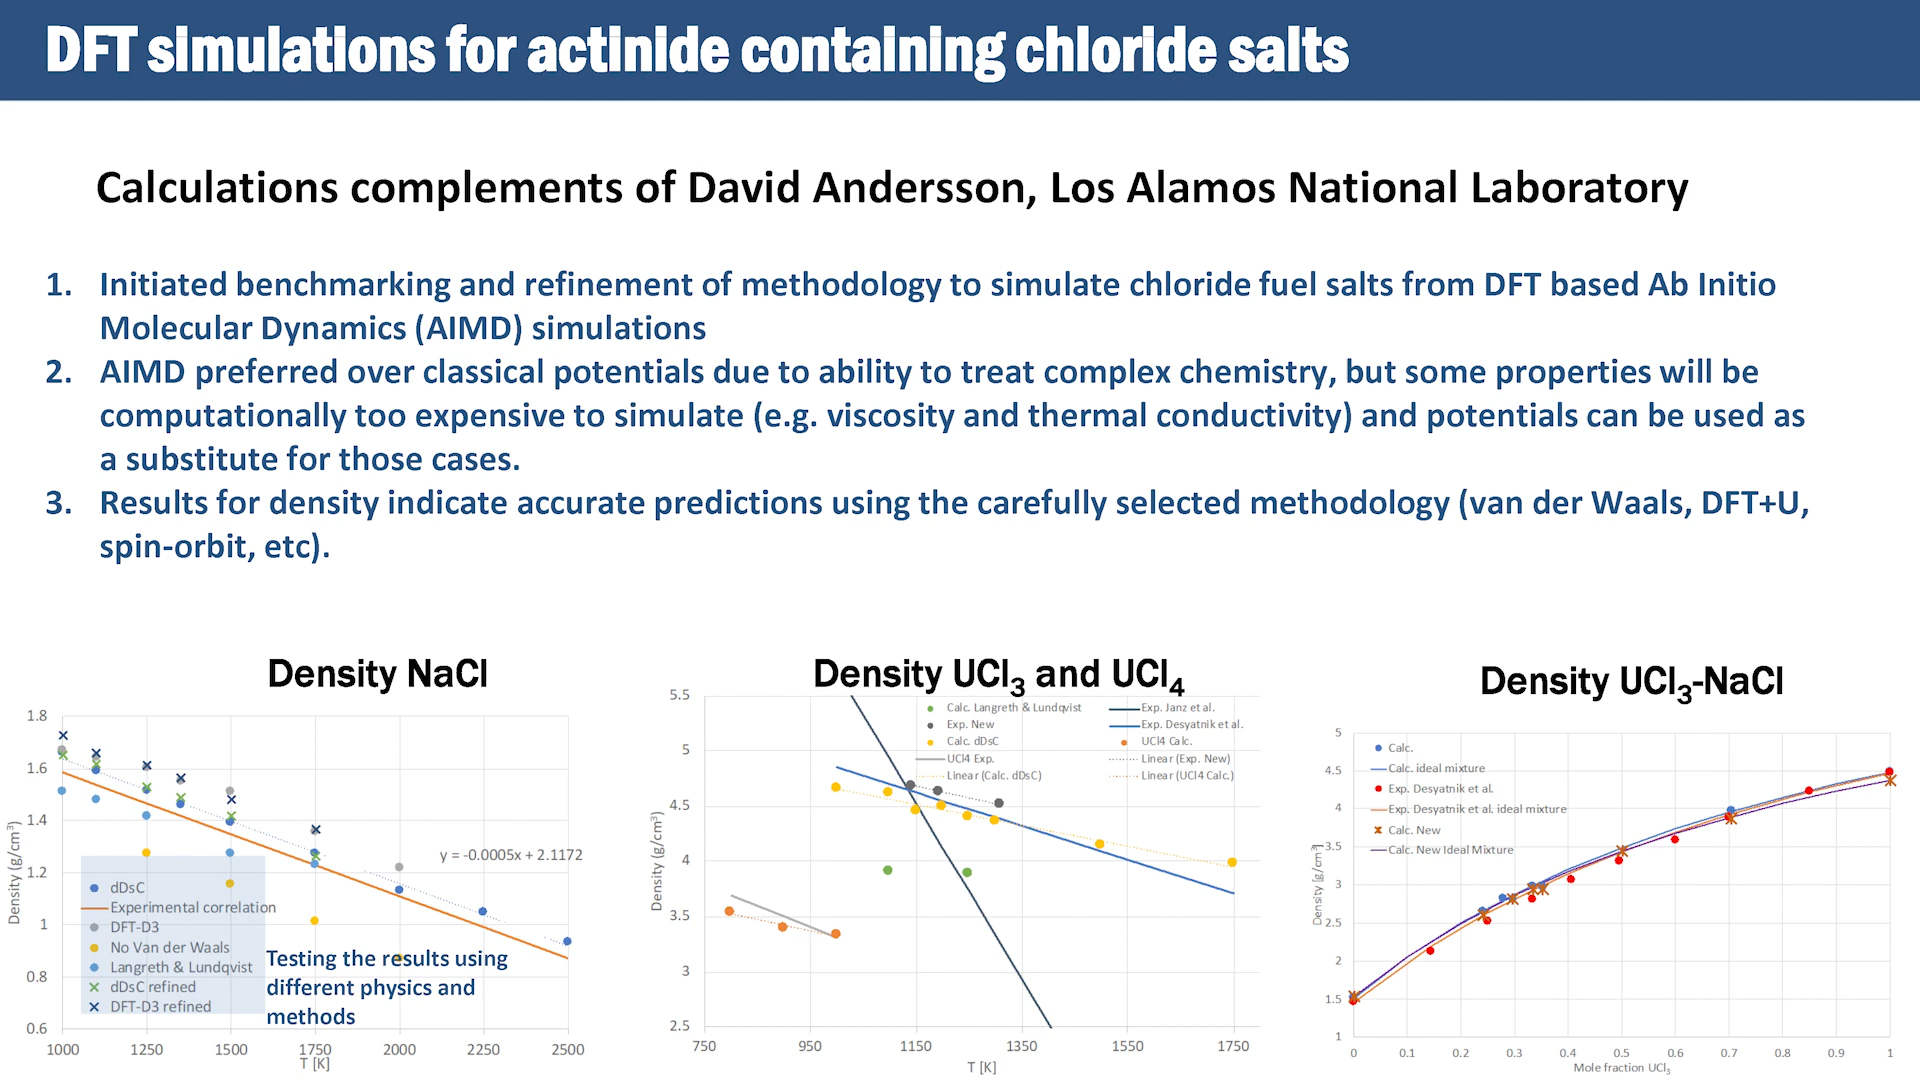 DFT simulations for actinide containing chloride salts
Calculations complements of David Andersson, Los Alamos National Laboratory
1. Initiated benchmarking and refinement of methodology to simulate chloride fuel salts from DFT based Ab Initio
Molecular Dynamics (AIMD) simulations
2. AIMD preferred over classical potentials due to ability to treat complex chemistry, but some properties will be
computationally too expensive to simulate (e.g. viscosity and thermal conductivity) and potentials can be used as
a substitute for those cases.
3. Results for density indicate accurate predictions using the carefully selected methodology (van der Waals, DFT+U,
spin-orbit, etc).
Density NaCl
1.8
1.6
1.4
1.2
1
0.8
0.6
Density (g/cm³)
y = -0.0005x + 2.1172
dDsC
Experimental correlation
DFT-D3
No Van der Waals
Langreth & Lundqvist
dDsC refined
DFT-D3 refined
Testing the results using
different physics and
methods
1000 1250 1500 1750 2000 2250 2500
T [K]
Density UCl₃ and UCl₄
5.5
5
4.5
4
3.5
3
2.5
Density (g/cm³)
Calc. Langreth & Lundqvist
Exp. Janz et al.
Exp. New
Exp. Desyatnik et al.
Calc. dDsC
UCl4 Calc.
UCl4 Exp.
Linear (Exp. New)
Linear (Calc. dDsC)
Linear (UCl4 Calc.)
750 950 1150 1350 1550 1750
T [K]
Density UCl₃-NaCl
5
4.5
4
3.5
3
2.5
2
1.5
1
Density [g/cm³]
Calc.
Calc. ideal mixture
Exp. Desyatnik et al.
Exp. Desyatnik et al. ideal mixture
Calc. New
Calc. New Ideal Mixture
0 0.1 0.2 0.3 0.4 0.5 0.6 0.7 0.8 0.9 1
Mole fraction UCl₃